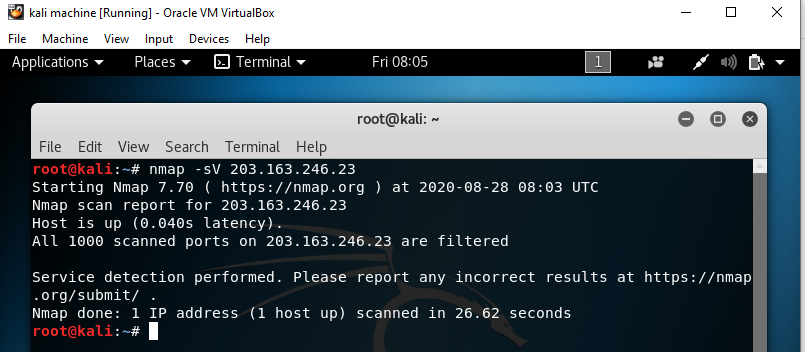 kali machine [Running] - Oracle VM VirtualBox
File Machine View Input Devices Help
Applications Places Terminal Fri 08:05 1
root@kali: ~
File Edit View Search Terminal Help
root@kali:~# nmap -sV 203.163.246.23
Starting Nmap 7.70 ( https://nmap.org ) at 2020-08-28 08:03 UTC
Nmap scan report for 203.163.246.23
Host is up (0.040s latency).
All 1000 scanned ports on 203.163.246.23 are filtered
Service detection performed. Please report any incorrect results at https://nmap
.org/submit/ .
Nmap done: 1 IP address (1 host up) scanned in 26.62 seconds
root@kali:~#